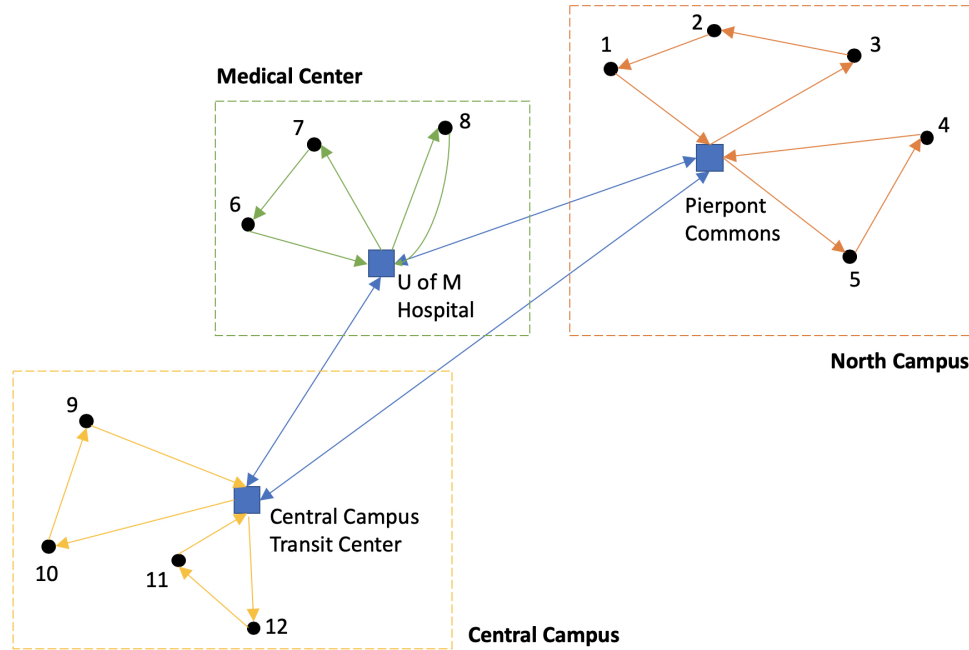 2
1
3
Medical Center
7
8
4
6
Pierpont
Commons
5
U of M
Hospital
North Campus
9
Central Campus
Transit Center
10
11
12
Central Campus